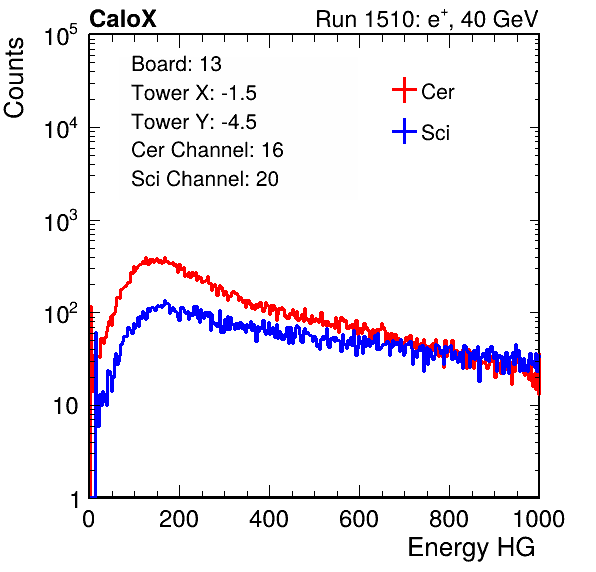 CaloX Run 1510: e⁺, 40 GeV
Counts
10⁵
10⁴
10³
10²
10
1
Board: 13
Tower X: -1.5
Tower Y: -4.5
Cer Channel: 16
Sci Channel: 20
Cer
Sci
0 200 400 600 800 1000
Energy HG